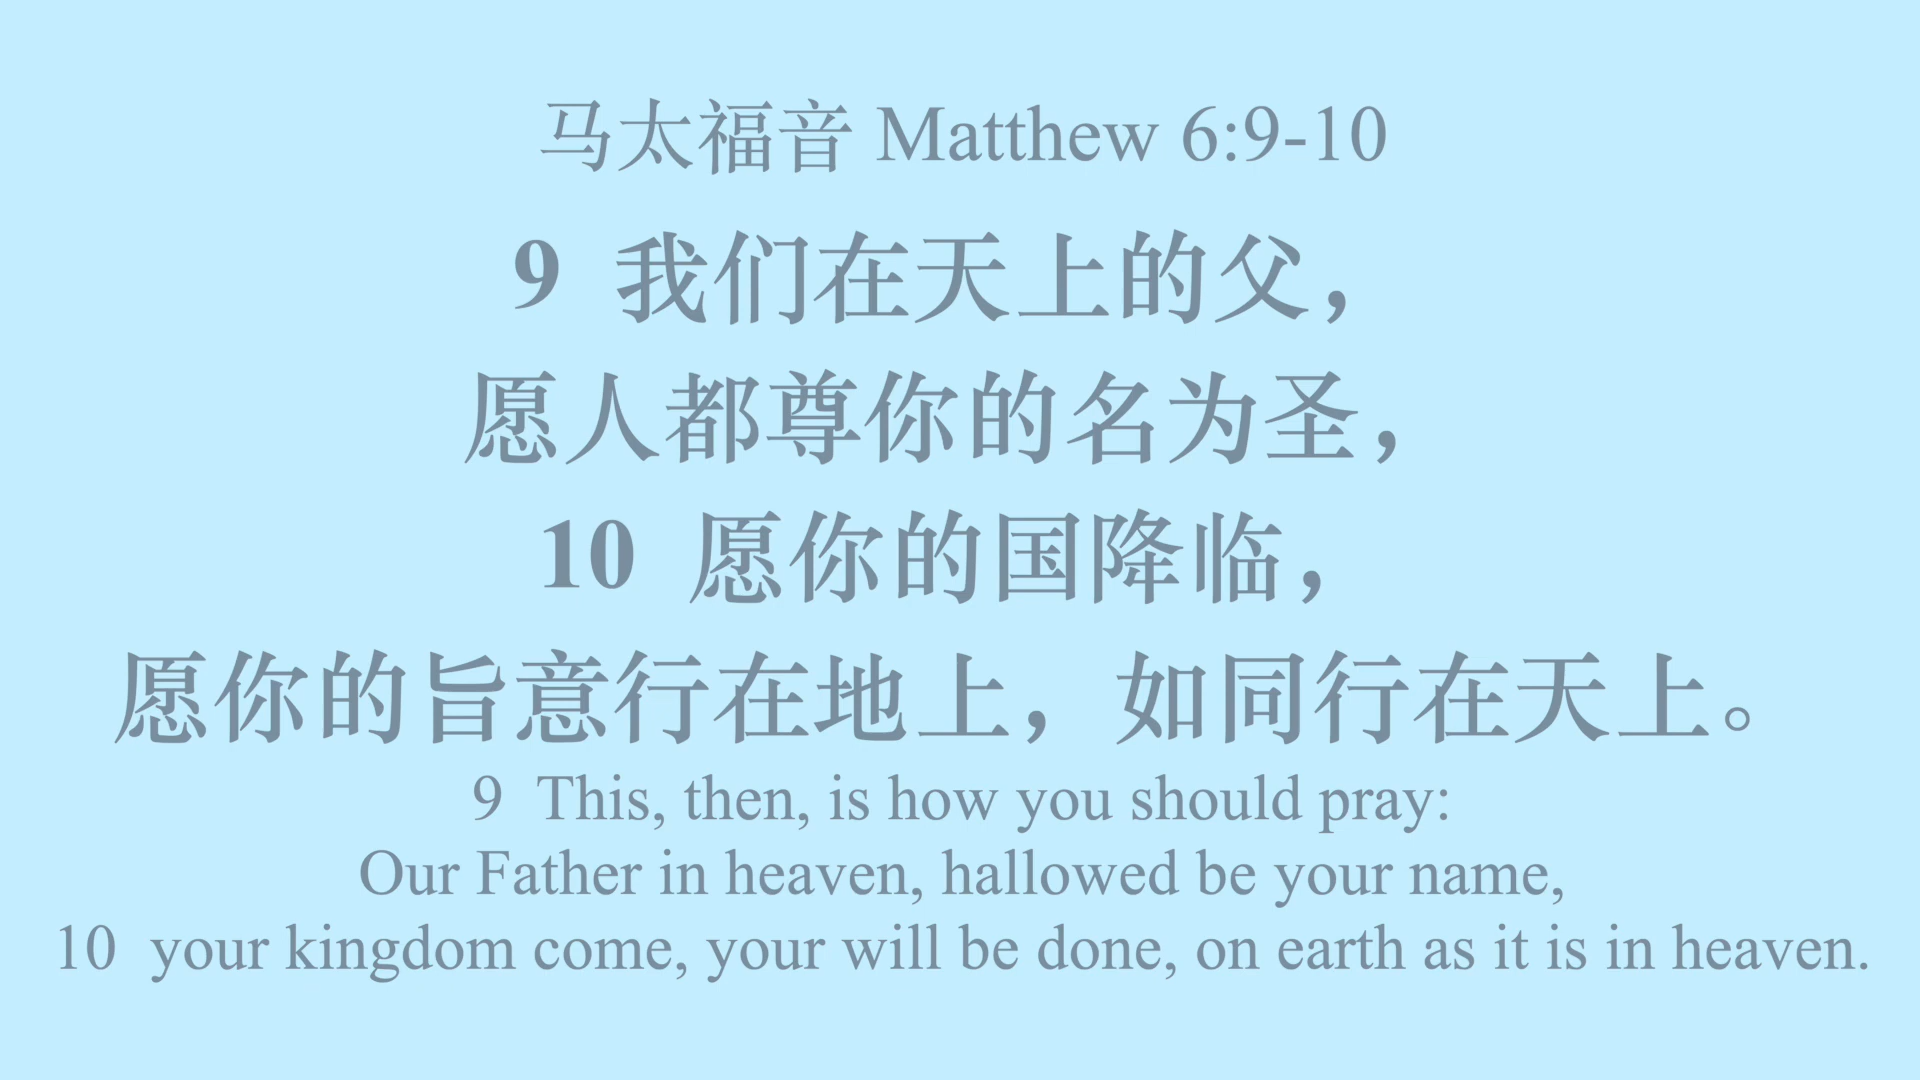 马太福音 Matthew 6:9-10
9 我们在天上的父，
愿人都尊你的名为圣，
10 愿你的国降临，
愿你的旨意行在地上，如同行在天上。
9 This, then, is how you should pray:
Our Father in heaven, hallowed be your name,
10 your kingdom come, your will be done, on earth as it is in heaven.